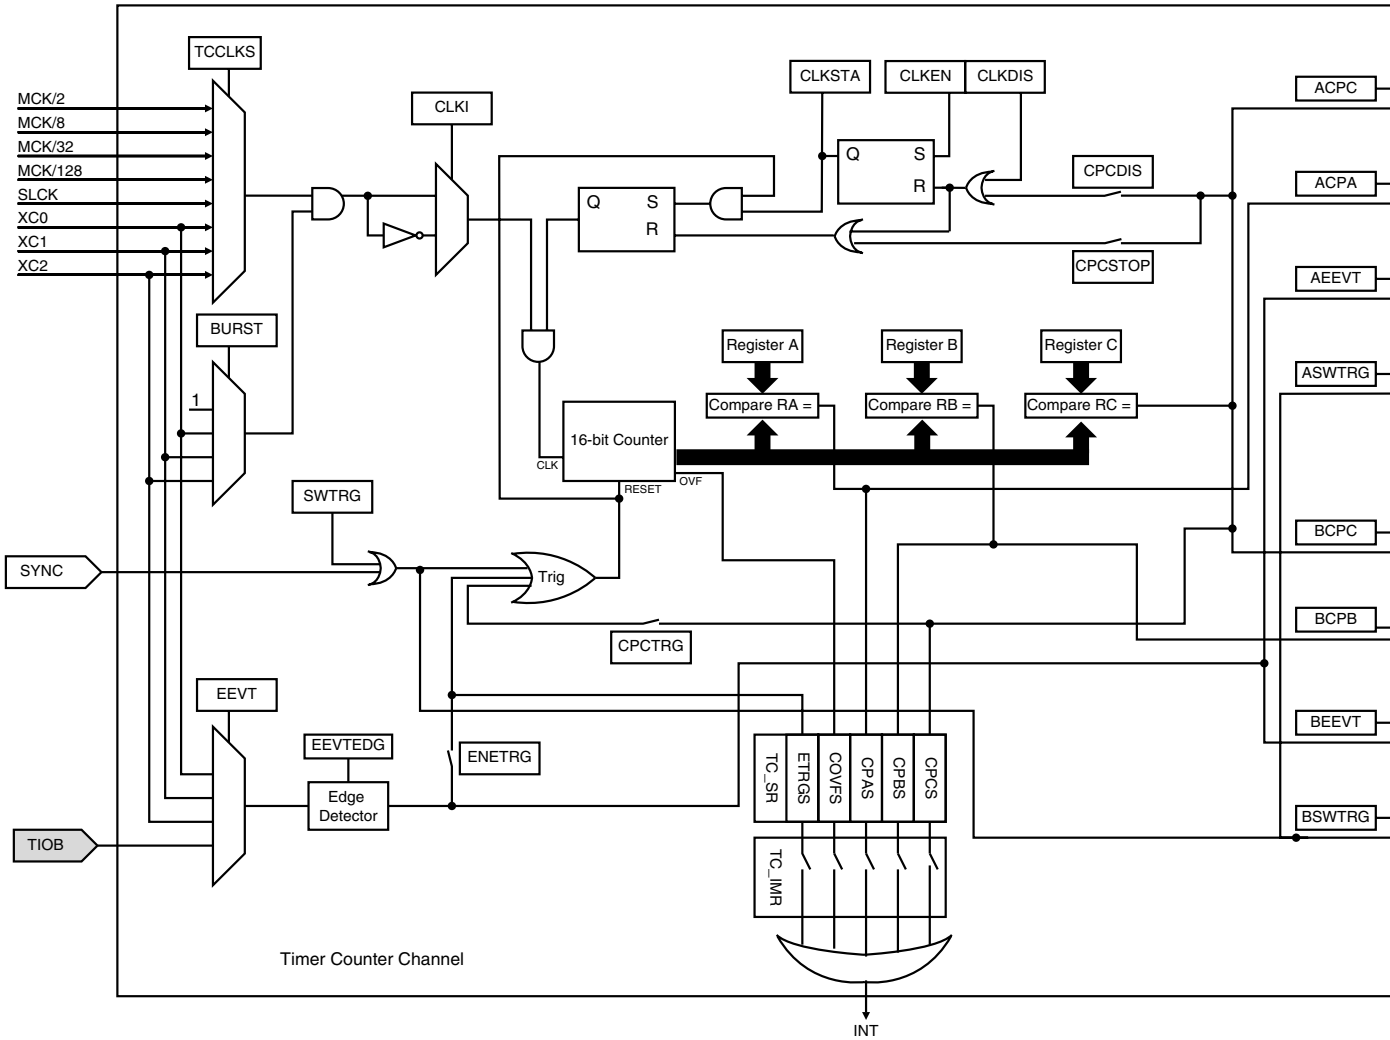 TCCLKS
MCK/2
MCK/8
MCK/32
MCK/128
SLCK
XC0
XC1
XC2
CLKI
CLKSTA
CLKEN
CLKDIS
ACPC
Q S
R
CPCDIS
ACPA
Q S
R
CPCSTOP
AEEVT
BURST
1
Register A
Register B
Register C
ASWTRG
Compare RA =
Compare RB =
Compare RC =
16-bit Counter
CLK
OVF
RESET
SWTRG
BCPC
SYNC
Trig
CPCTRG
BCPB
EEVT
BEEVT
EEVTEDG
ENETRG
Edge
Detector
TC_SR
ETRGS
COVFS
CPAS
CPBS
CPCS
BSWTRG
TIOB
TC_IMR
Timer Counter Channel
INT